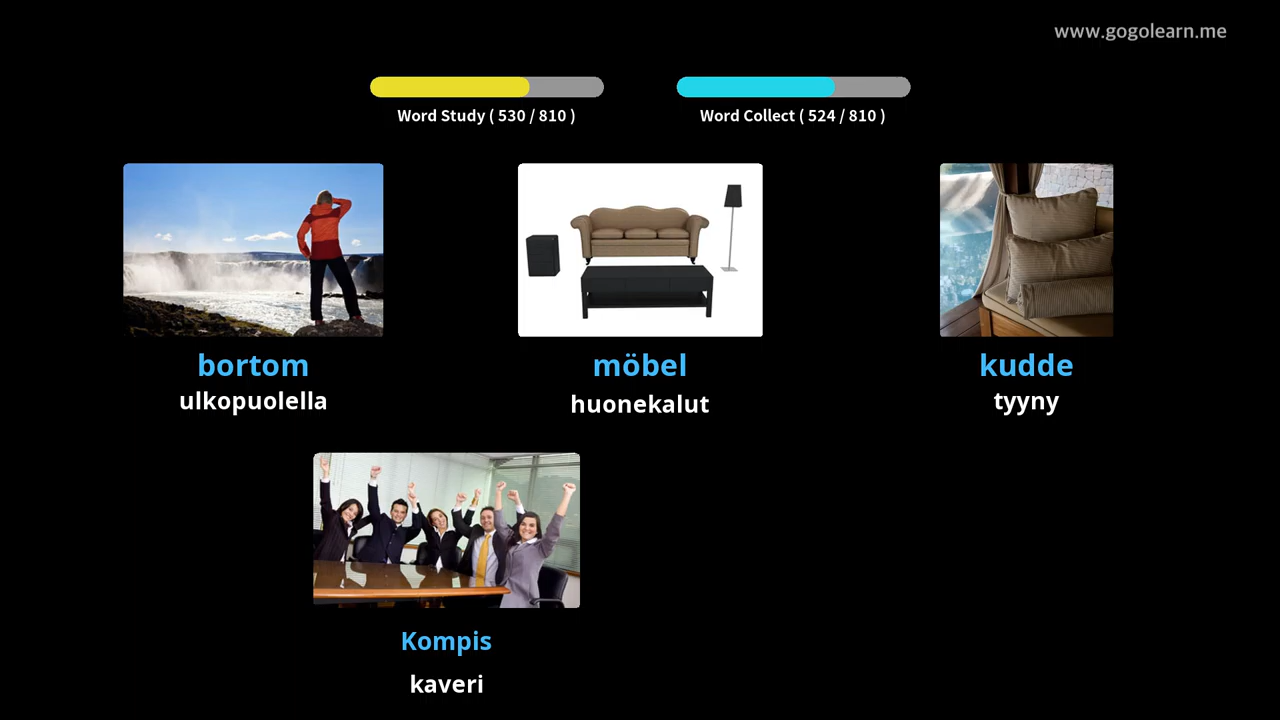 www.gogolearn.me
Word Study ( 530 / 810 )
Word Collect ( 524 / 810 )
bortom
ulkopuolella
möbel
huonekalut
kudde
tyyny
Kompis
kaveri